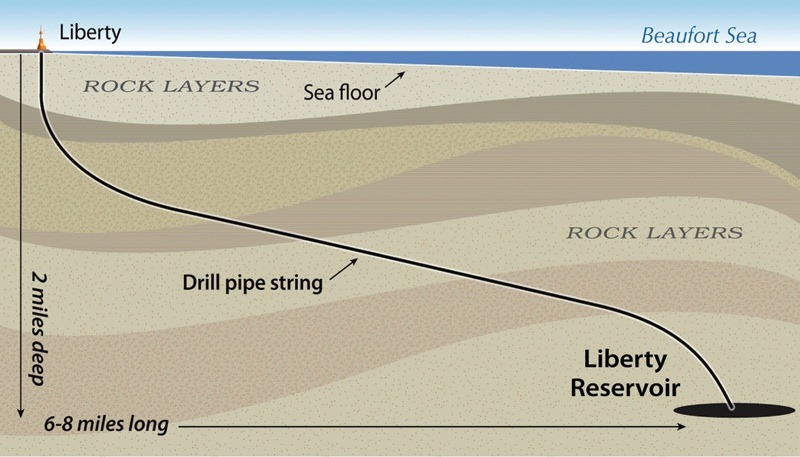 Liberty
Beaufort Sea
ROCK LAYERS
Sea floor
ROCK LAYERS
Drill pipe string
2 miles deep
Liberty
Reservoir
6-8 miles long